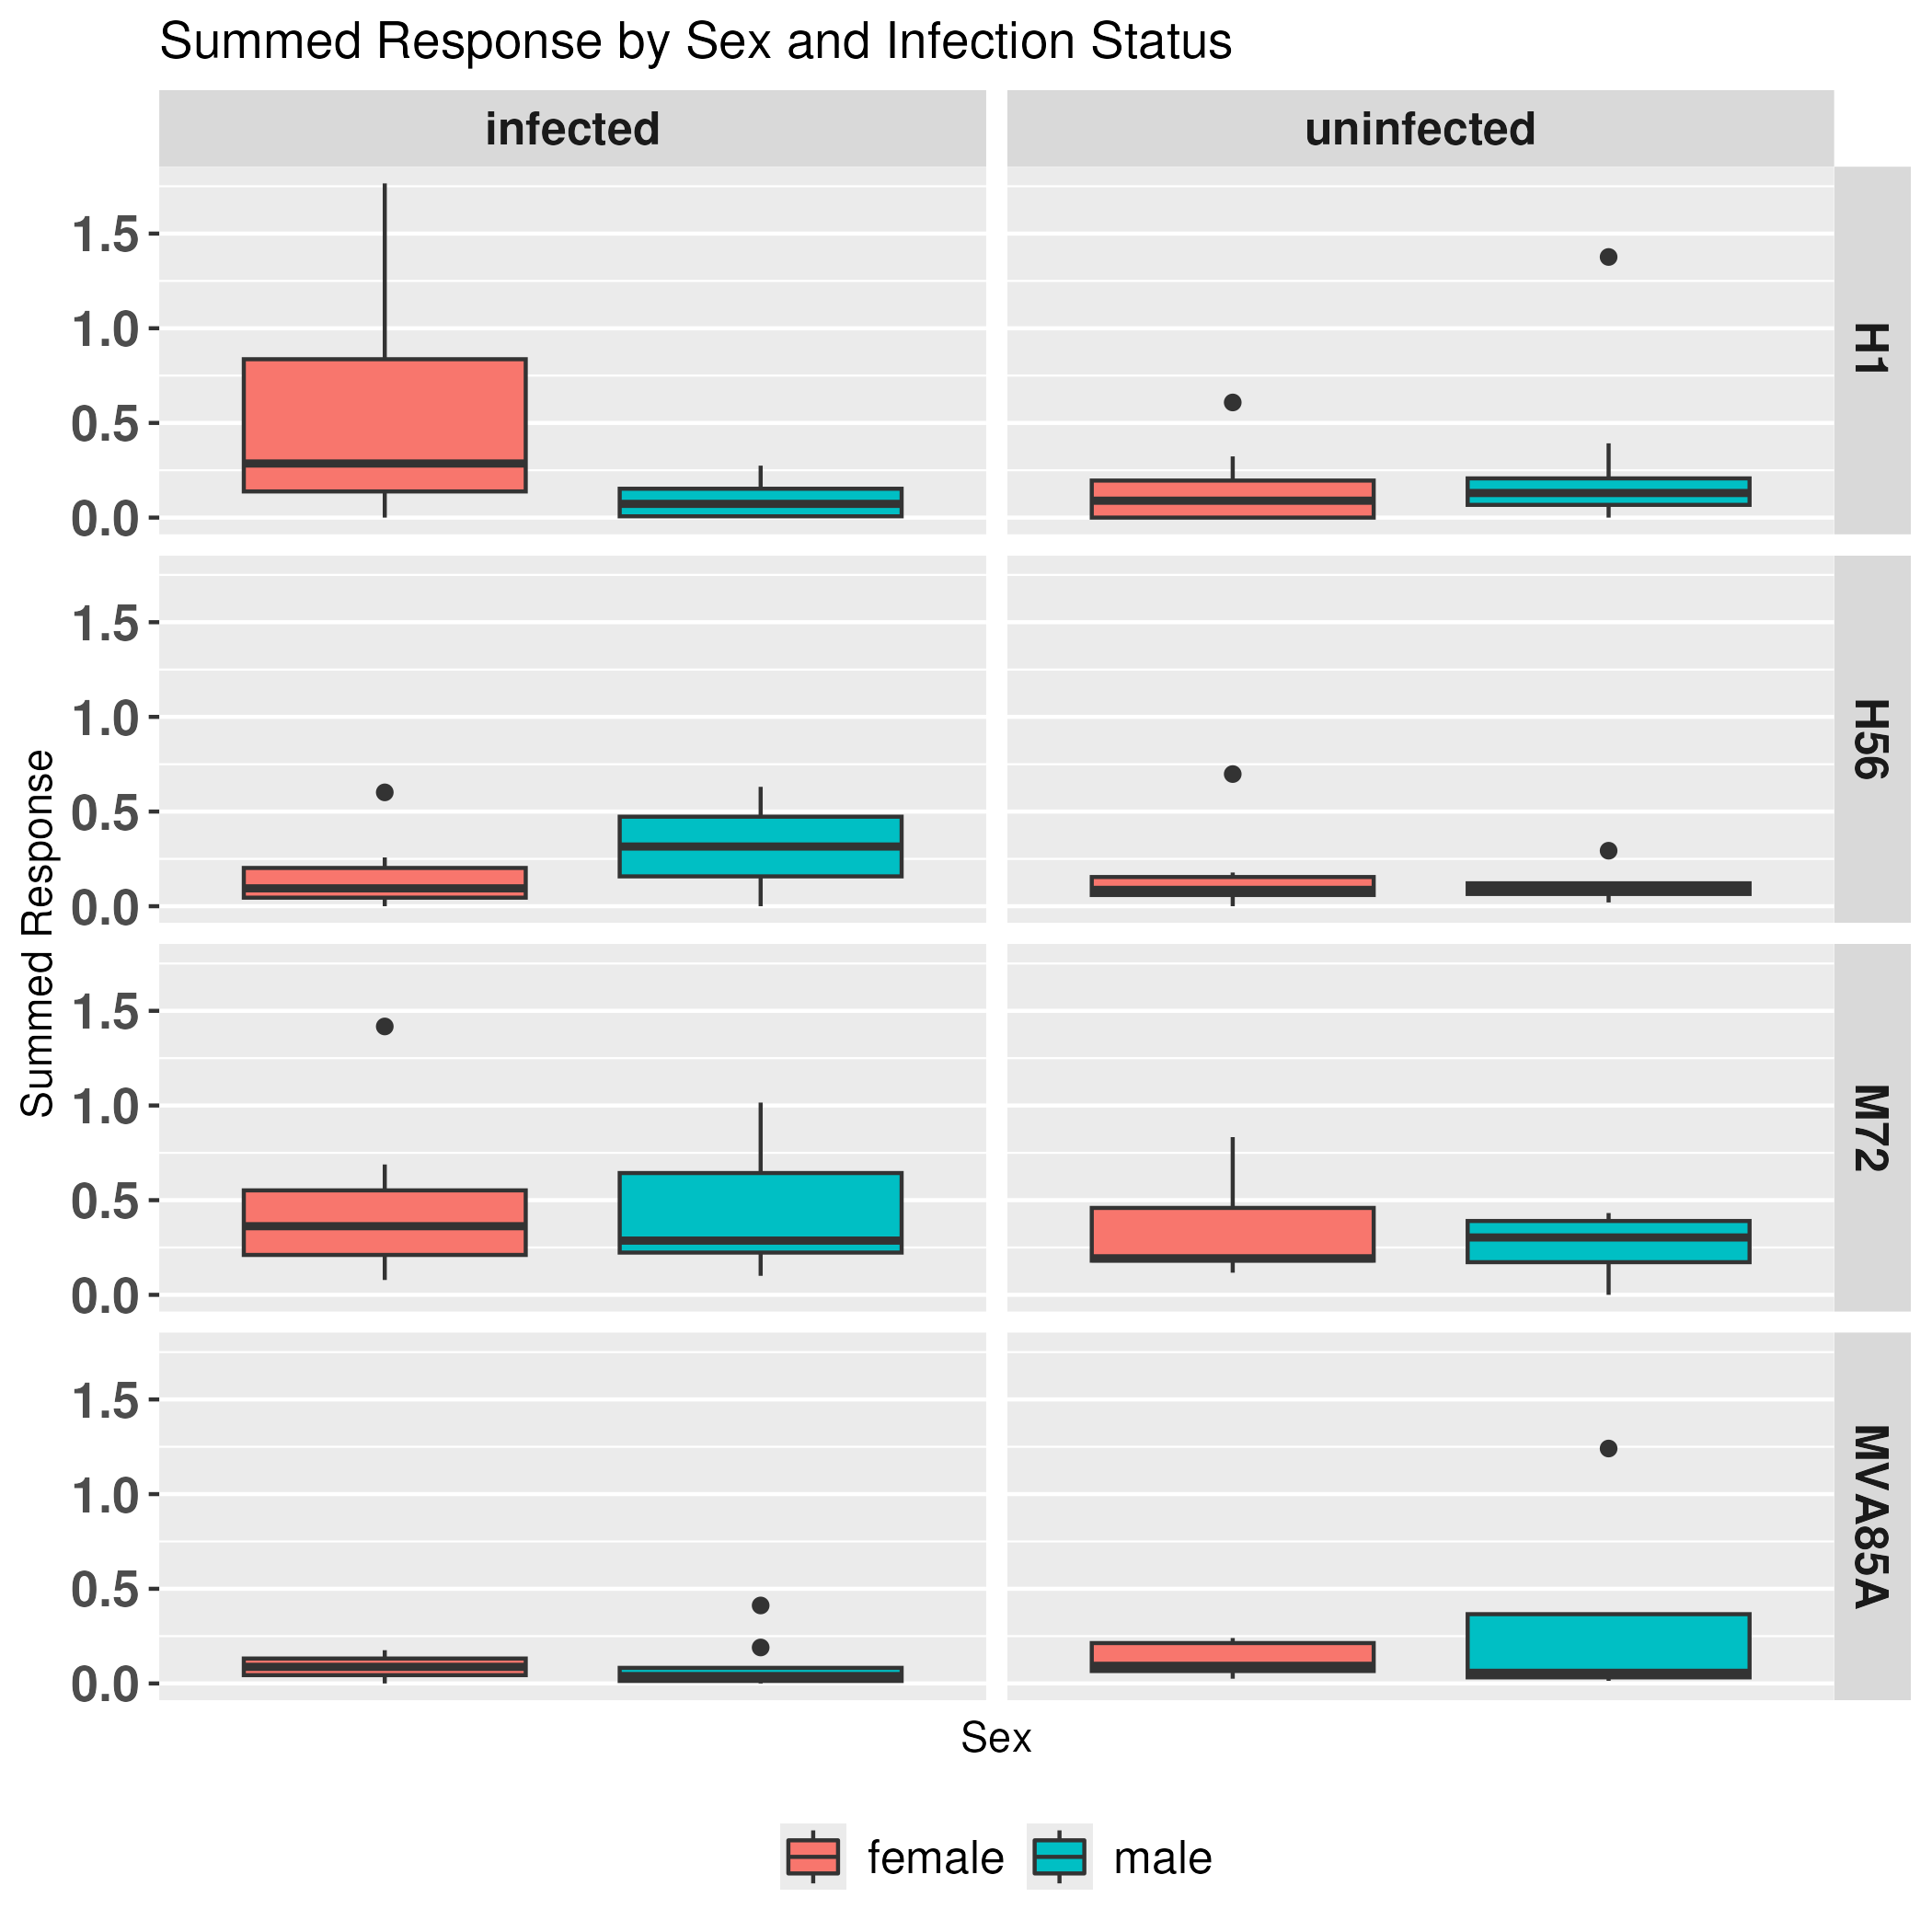 Summed Response by Sex and Infection Status
infected
uninfected
1.5
1.0
0.5
0.0
H1
1.5
1.0
0.5
0.0
H56
1.5
1.0
0.5
0.0
M72
1.5
1.0
0.5
0.0
MVA85A
Summed Response
Sex
female
male